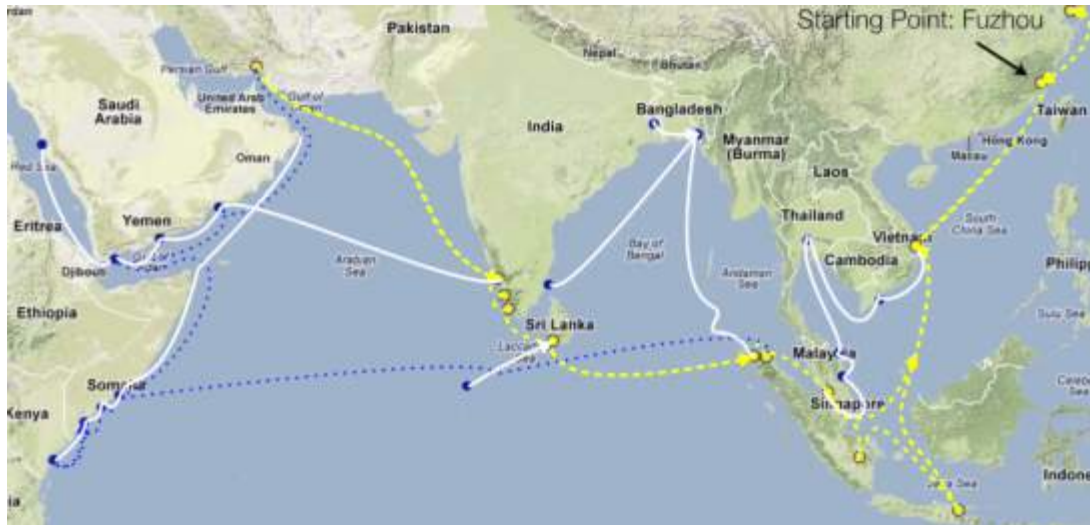 Starting Point: Fuzhou
Pakistan
Nepal
Bhutan
Persian Gulf
United Arab
Emirates
Gulf of
Saudi
Arabia
Bangladesh
Taiwan
India
Hong Kong
Macau
Myanmar
(Burma)
Oman
Laos
Red Sea
Thailand
Eritrea
Yemen
South
China Sea
Vietnam
Arabian
Sea
Bay of
Bengal
Cambodia
Djibouti
Andaman
Sea
Philipp
Ethiopia
Sulu Sea
Sri Lanka
Malaysia
Sea
Somalia
Singapore
Kenya
Sea
Java Sea
Indone